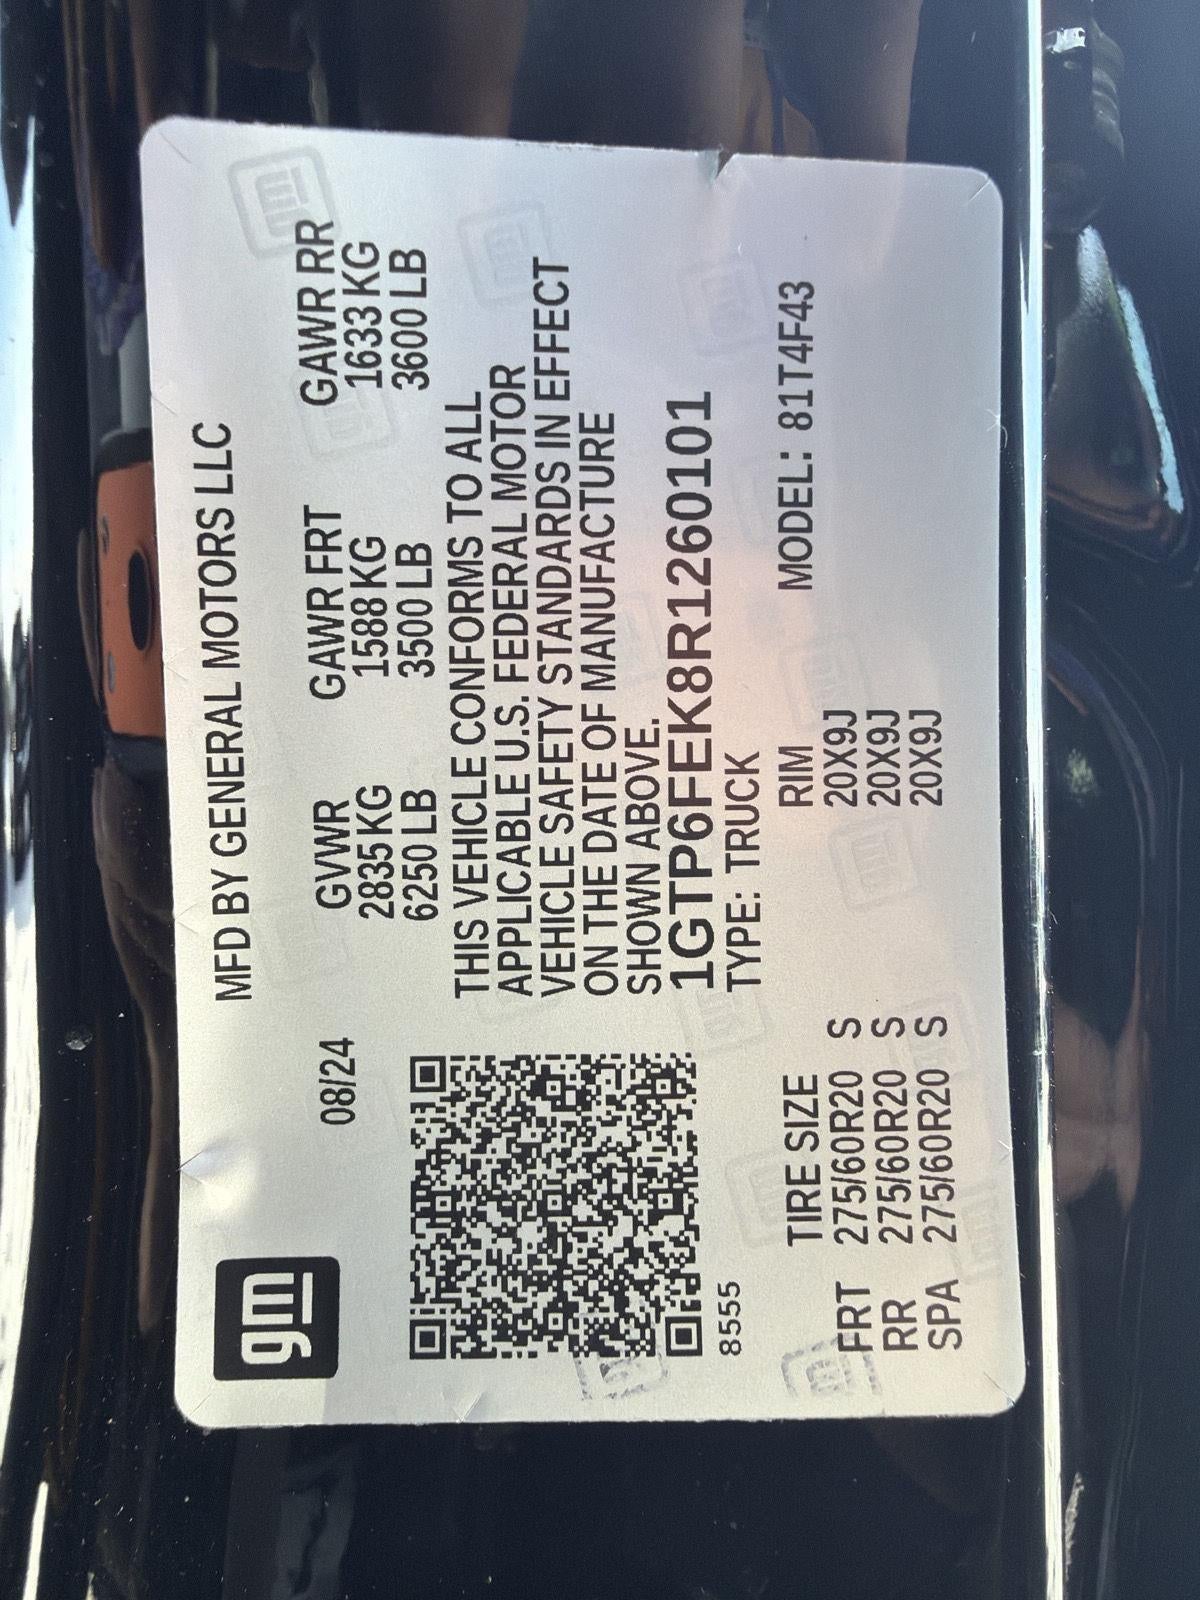 gm
MFD BY GENERAL MOTORS LLC
08/24
GVWR GAWR FRT GAWR RR
2835 KG 1588 KG 1633 KG
6250 LB 3500 LB 3600 LB
THIS VEHICLE CONFORMS TO ALL
APPLICABLE U.S. FEDERAL MOTOR
VEHICLE SAFETY STANDARDS IN EFFECT
ON THE DATE OF MANUFACTURE
SHOWN ABOVE.
1GTP6FEK8R1260101
8555 TYPE: TRUCK
TIRE SIZE RIM MODEL: 81T4F43
FRT 275/60R20 S 20X9J
RR 275/60R20 S 20X9J
SPA 275/60R20 S 20X9J